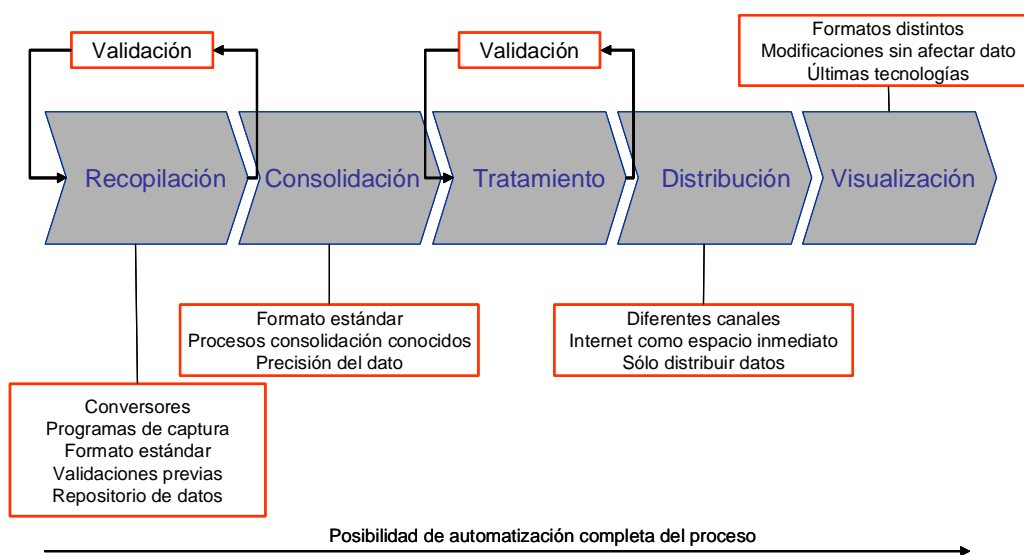 Validación
Validación
Formatos distintos
Modificaciones sin afectar dato
Últimas tecnologías
Recopilación
Consolidación
Tratamiento
Distribución
Visualización
Formato estándar
Procesos consolidación conocidos
Precisión del dato
Diferentes canales
Internet como espacio inmediato
Sólo distribuir datos
Conversores
Programas de captura
Formato estándar
Validaciones previas
Repositorio de datos
Posibilidad de automatización completa del proceso